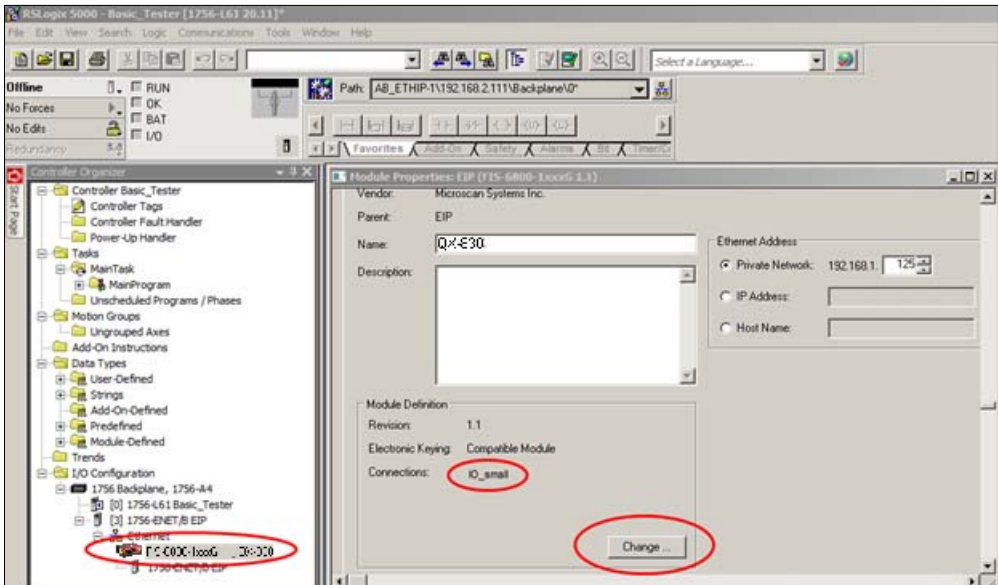 RSLogix 5000 - Basic_Tester [1756-L61 20.11]*
File Edit View Search Logic Communications Tools Window Help
Select a Language...
Offline
RUN
No Forces
OK
No Edits
BAT
Redundancy
I/O
Path: AB_ETHIP-1\192.168.2.111\Backplane\0*
Favorites Add-On Safety Alarms Bit
Start Page
Controller Organizer
Controller Basic_Tester
Controller Tags
Controller Fault Handler
Power-Up Handler
Tasks
MainTask
MainProgram
Unscheduled Programs / Phases
Motion Groups
Ungrouped Axes
Add-On Instructions
Data Types
User-Defined
Strings
Add-On-Defined
Predefined
Module-Defined
Trends
I/O Configuration
1756 Backplane, 1756-A4
[0] 1756-L61 Basic_Tester
[3] 1756-ENET/B EIP
Ethernet
1756-ENET/B EIP
Module Properties: EIP (FIS-6800-1xxxG 1.1)
Vendor: Microscan Systems Inc.
Parent: EIP
Name:
Description:
Ethernet Address
Private Network: 192.168.1. 125
IP Address:
Host Name:
Module Definition
Revision: 1.1
Electronic Keying: Compatible Module
Connections: IO_small
Change ...